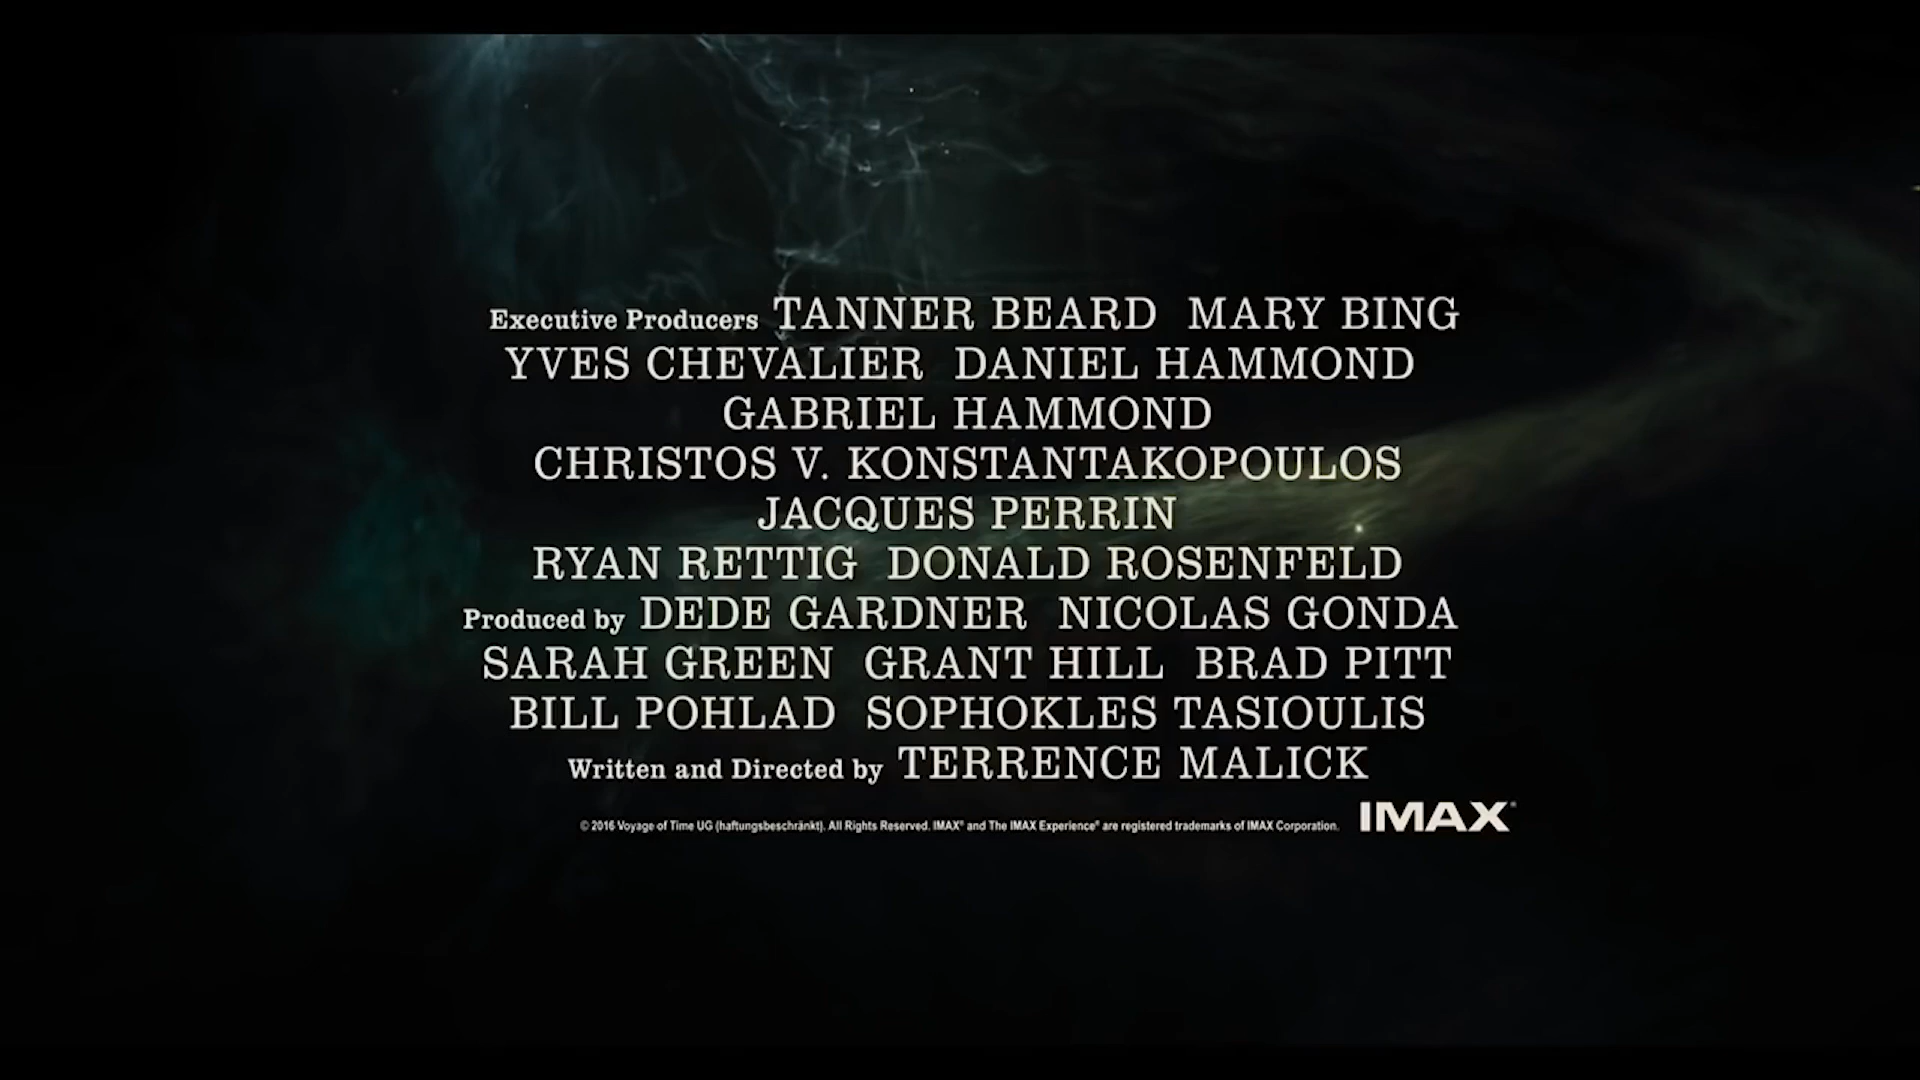 Executive Producers TANNER BEARD MARY BING
YVES CHEVALIER DANIEL HAMMOND
GABRIEL HAMMOND
CHRISTOS V. KONSTANTAKOPOULOS
JACQUES PERRIN
RYAN RETTIG DONALD ROSENFELD
Produced by DEDE GARDNER NICOLAS GONDA
SARAH GREEN GRANT HILL BRAD PITT
BILL POHLAD SOPHOKLES TASIOULIS
Written and Directed by TERRENCE MALICK
© 2016 Voyage of Time UG (haftungsbeschränkt). All Rights Reserved. IMAX® and The IMAX Experience® are registered trademarks of IMAX Corporation. IMAX®